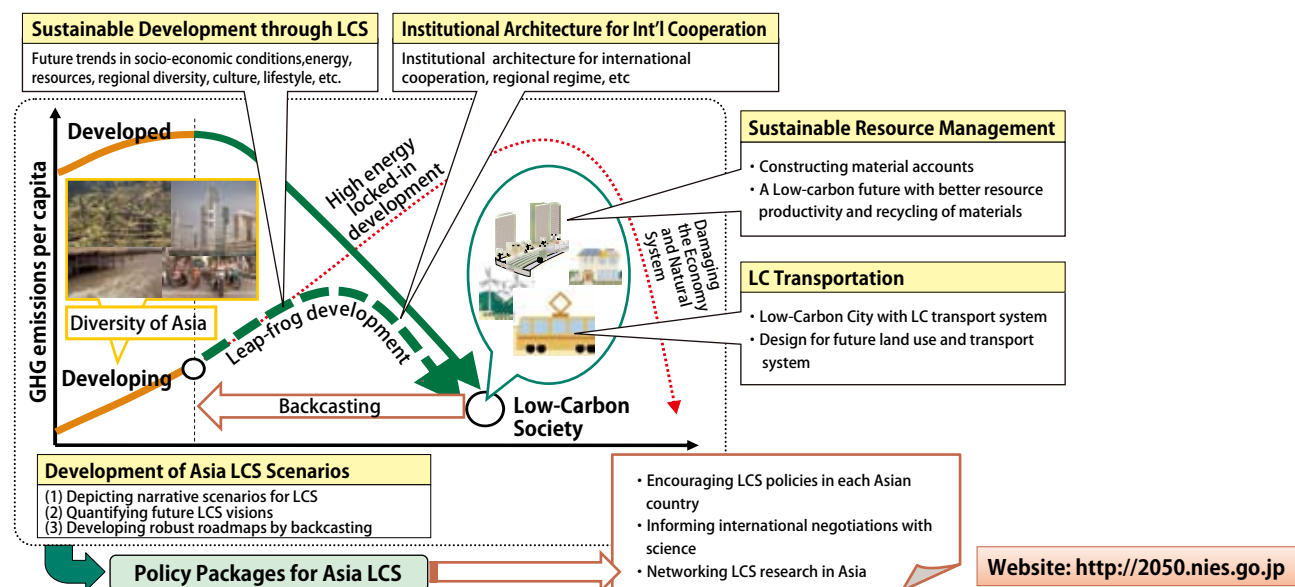 Sustainable Development through LCS
Future trends in socio-economic conditions,energy,
resources, regional diversity, culture, lifestyle, etc.
Institutional Architecture for Int'l Cooperation
Institutional architecture for international
cooperation, regional regime, etc
Sustainable Resource Management
・Constructing material accounts
・A Low-carbon future with better resource
productivity and recycling of materials
LC Transportation
・Low-Carbon City with LC transport system
・Design for future land use and transport
system
GHG emissions per capita
Developed
High energy
locked-in
development
Damaging
the Economy
and Natural
System
Diversity of Asia
Leap-frog development
Developing
Backcasting
Low-Carbon
Society
Development of Asia LCS Scenarios
(1) Depicting narrative scenarios for LCS
(2) Quantifying future LCS visions
(3) Developing robust roadmaps by backcasting
Policy Packages for Asia LCS
・Encouraging LCS policies in each Asian
country
・Informing international negotiations with
science
・Networking LCS research in Asia
Website: http://2050.nies.go.jp